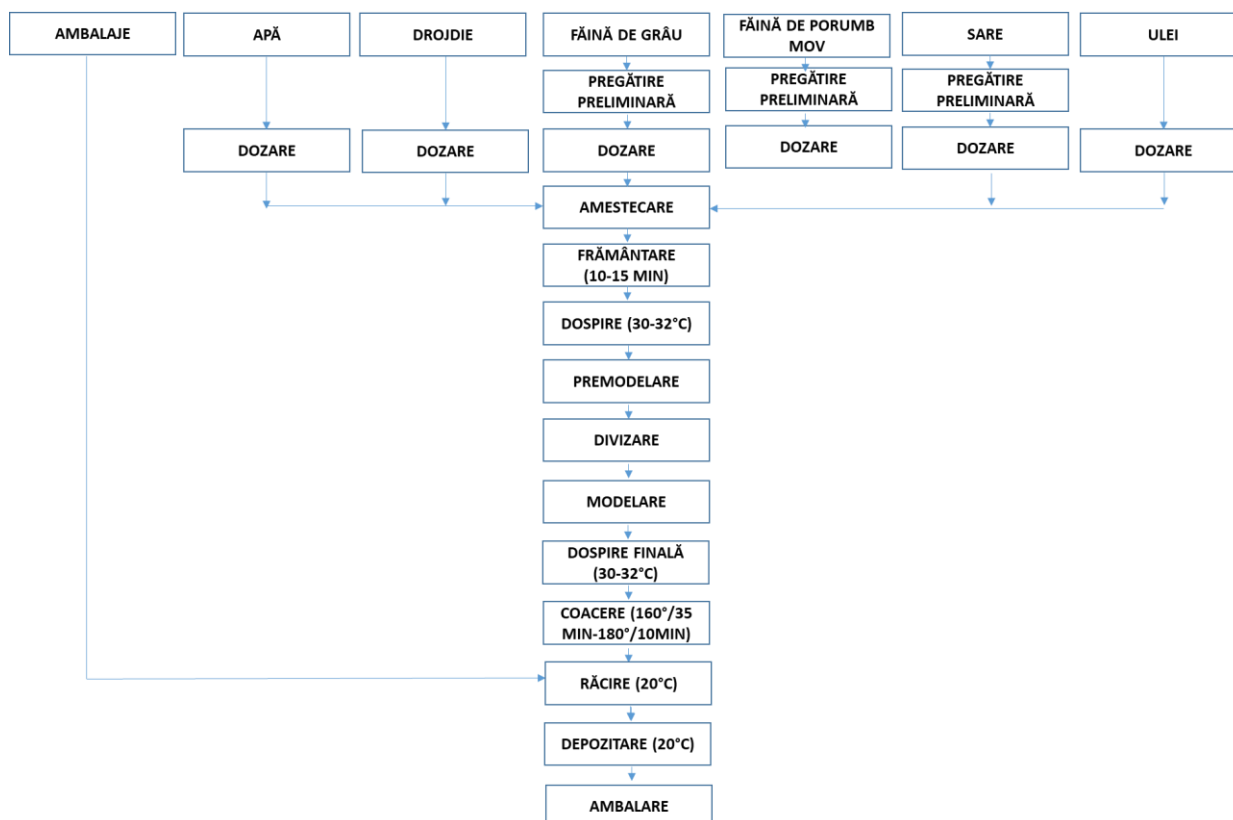 AMBALAJE
APĂ
DROJDIE
FĂINĂ DE GRÂU
FĂINĂ DE PORUMB
MOV
SARE
ULEI
PREGĂTIRE
PRELIMINARĂ
PREGĂTIRE
PRELIMINARĂ
PREGĂTIRE
PRELIMINARĂ
DOZARE
DOZARE
DOZARE
DOZARE
DOZARE
DOZARE
AMESTECARE
FRĂMÂNTARE
(10-15 MIN)
DOSPIRE (30-32°C)
PREMODELARE
DIVIZARE
MODELARE
DOSPIRE FINALĂ
(30-32°C)
COACERE (160°/35
MIN-180°/10MIN)
RĂCIRE (20°C)
DEPOZITARE (20°C)
AMBALARE